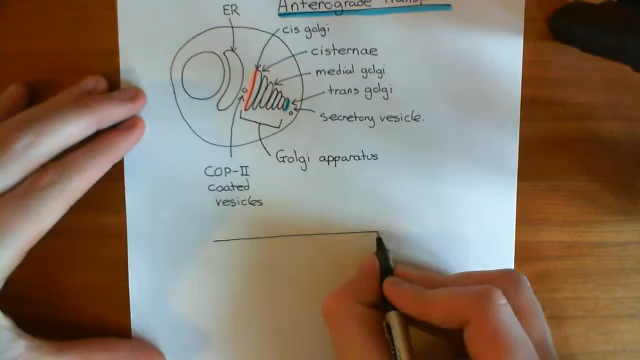 Anterograde
ER
cis golgi
cisternae
medial golgi
trans golgi
secretory vesicle.
Golgi apparatus
COP-II
coated
vesicles